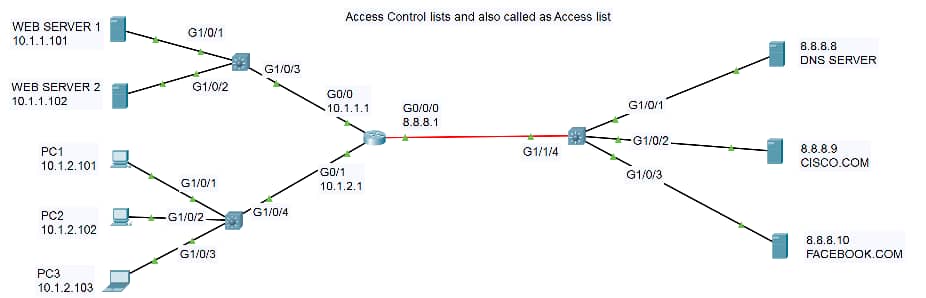 Access Control lists and also called as Access list
WEB SERVER 1
10.1.1.101
G1/0/1
WEB SERVER 2
10.1.1.102
G1/0/2
G1/0/3
G0/0
10.1.1.1
G0/0/0
8.8.8.1
PC1
10.1.2.101
G1/0/1
PC2
10.1.2.102
G1/0/2
PC3
10.1.2.103
G1/0/3
G1/0/4
G0/1
10.1.2.1
G1/1/4
G1/0/1
8.8.8.8
DNS SERVER
G1/0/2
8.8.8.9
CISCO.COM
G1/0/3
8.8.8.10
FACEBOOK.COM